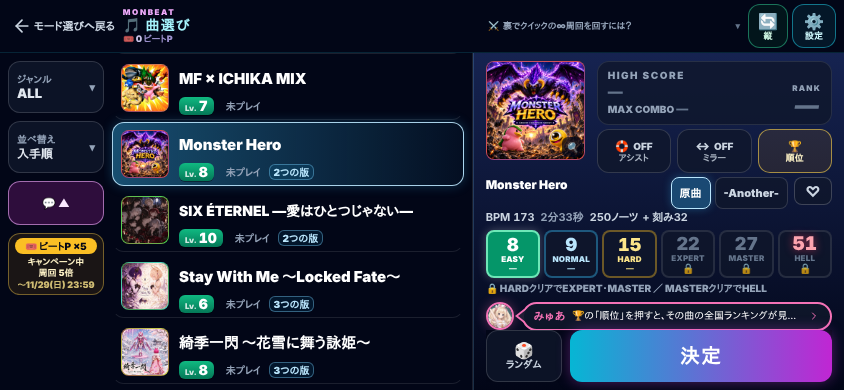 ← モード選びへ戻る
MONBEAT
🎵 曲選び
🎟 0 ビートP
⚔ 裏でクイックの∞周回を回すには?
▼
縦
設定
ジャンル
ALL
▼
並べ替え
入手順
▼
💬 ▲
🎟 ビートP ×5
キャンペーン中
周回 5倍
〜11/29(日) 23:59
MF × ICHIKA MIX
Lv. 7 未プレイ
Monster Hero
Lv. 8 未プレイ 2つの版
SIX ÉTERNEL —愛はひとつじゃない—
Lv. 10 未プレイ 2つの版
Stay With Me 〜Locked Fate〜
Lv. 6 未プレイ 3つの版
綺季一閃 〜花雪に舞う詠姫〜
Lv. 8 未プレイ 3つの版
MONSTER
HERO
HIGH SCORE
—
MAX COMBO —
RANK
—
OFF
アシスト
↔ OFF
ミラー
🏆
順位
Monster Hero
原曲
-Another-
♡
BPM 173 2分33秒 250ノーツ + 刻み32
8
EASY
—
9
NORMAL
—
15
HARD
—
22
EXPERT
🔒
27
MASTER
🔒
51
HELL
🔒
🔒 HARDクリアでEXPERT・MASTER / MASTERクリアでHELL
みゅあ 🏆の「順位」を押すと、その曲の全国ランキングが見… >
🎲
ランダム
決定